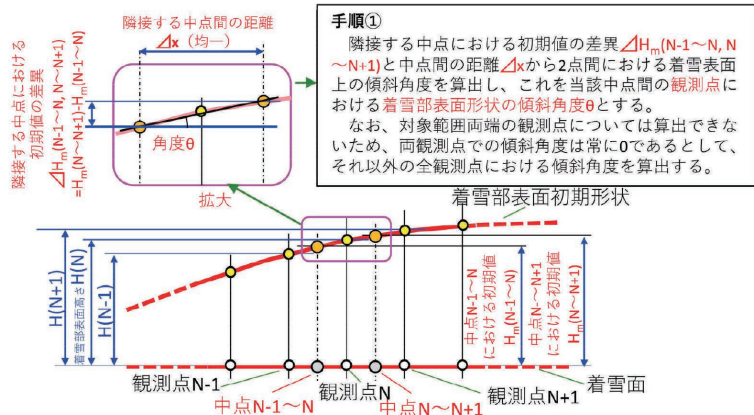 隣接する中点間の距離
⊿x（均一）
隣接する中点における
初期値の差異
⊿Hm(N-1～N, N～N+1)
=Hm(N～N+1)-Hm(N-1～N)
角度θ
拡大
手順①
隣接する中点における初期値の差異⊿Hm(N-1～N, N
～N+1)と中点間の距離⊿xから2点間における着雪表面
上の傾斜角度を算出し、これを当該中点間の観測点に
おける着雪部表面形状の傾斜角度θとする。
なお、対象範囲両端の観測点については算出できな
いため、両観測点での傾斜角度は常に0であるとして、
それ以外の全観測点における傾斜角度を算出する。
着雪部表面初期形状
H(N+1)
着雪部表面高さH(N)
H(N-1)
中点N-1～N
における初期値
Hm(N-1～N)
中点N～N+1
における初期値
Hm(N～N+1)
観測点N-1
中点N-1～N
観測点N
中点N～N+1
観測点N+1
着雪面